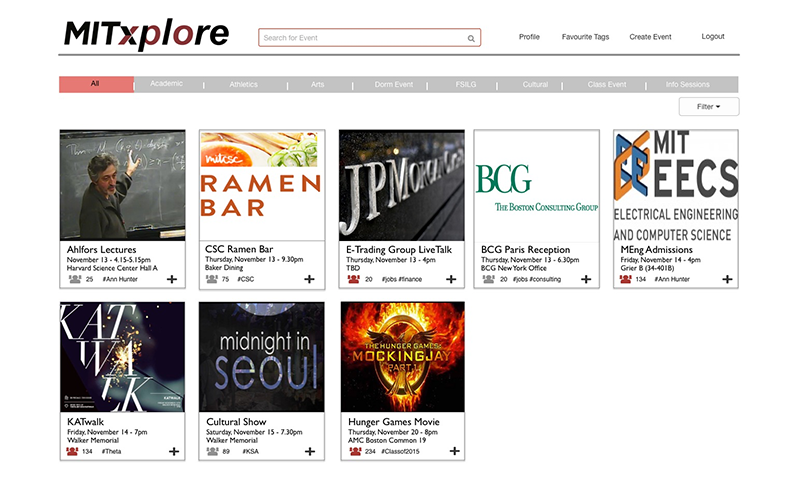 MITxplore
Search for Event
Profile
Favourite Tags
Create Event
Logout
All
Academic
Athletics
Arts
Dorm Event
FSILG
Cultural
Class Event
Info Sessions
Filter
Ahlfors Lectures
November 13 - 4.15-5.15pm
Harvard Science Center Hall A
25 #Ann Hunter
mitcsc
RAMEN
BAR
CSC Ramen Bar
Thursday, November 13 - 9.30pm
Baker Dining
75 #CSC
JPMorgan
E-Trading Group LiveTalk
Thursday, November 13 - 4pm
TBD
20 #jobs #finance
BCG
THE BOSTON CONSULTING GROUP
BCG Paris Reception
Thursday, November 13 - 6.30pm
BCG New York Office
20 #jobs #consulting
MIT
EECS
ELECTRICAL ENGINEERING
AND COMPUTER SCIENCE
MEng Admissions
Friday, November 14 - 4pm
Grier B (34-401B)
134 #Ann Hunter
KAT
WA
LK
KATWALK
KATwalk
Friday, November 14 - 7pm
Walker Memorial
134 #Theta
midnight in
seoul
Cultural Show
Saturday, November 15 - 7.30pm
Walker Memorial
89 #KSA
THE HUNGER GAMES
MOCKINGJAY
PART 1
Hunger Games Movie
Thursday, November 20 - 8pm
AMC Boston Common 19
234 #Classof2015